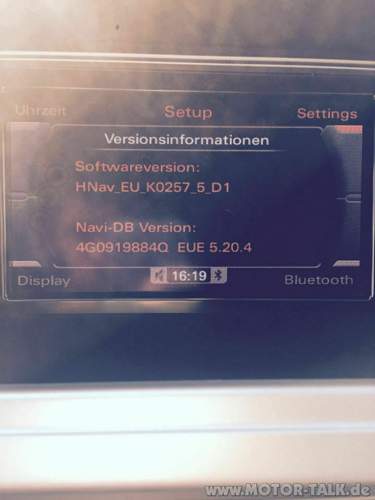 Uhrzeit
Setup
Settings
Versionsinformationen
Softwareversion:
HNav_EU_K0257_5_D1
Navi-DB Version:
4G0919884Q EUE 5.20.4
16:19
Display
Bluetooth
www.MOTOR-TALK.de